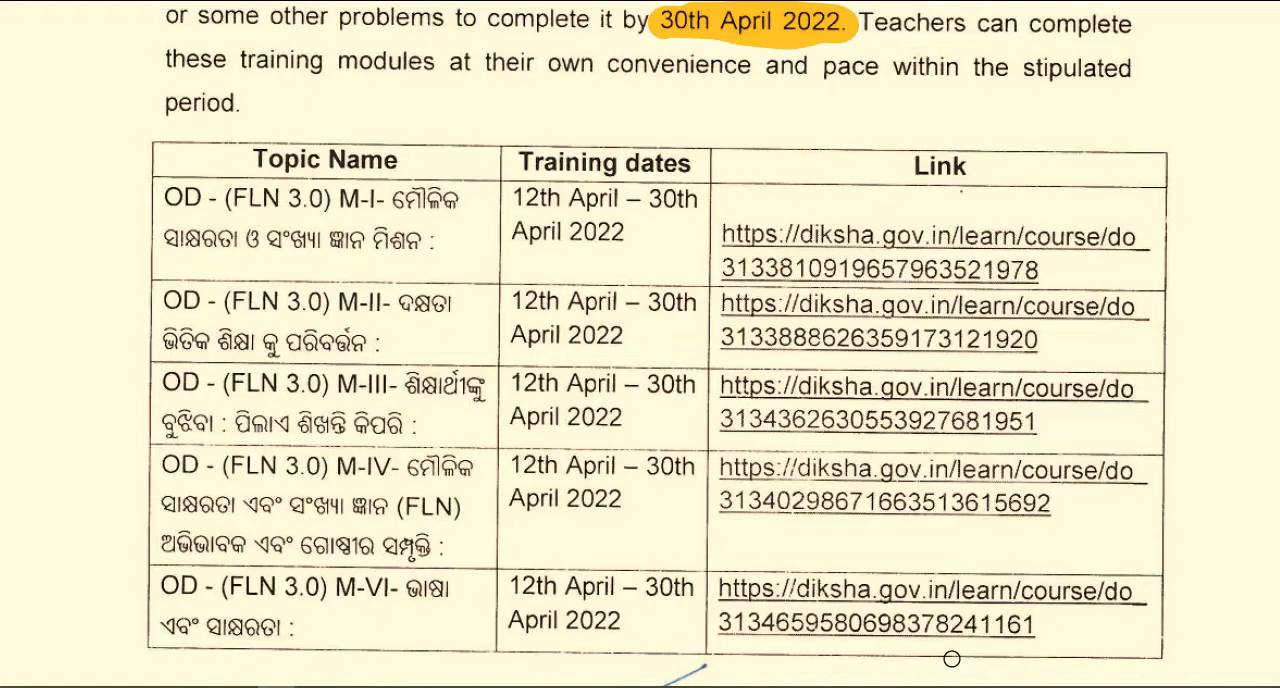 or some other problems to complete it by 30th April 2022. Teachers can complete
these training modules at their own convenience and pace within the stipulated
period.
Topic Name
Training dates
Link
OD - (FLN 3.0) M-I- ମୌଳିକ
ସାକ୍ଷରତା ଓ ସଂଖ୍ୟା ଜ୍ଞାନ ମିଶନ :
12th April – 30th
April 2022
https://diksha.gov.in/learn/course/do_
3133810919657963521978
OD - (FLN 3.0) M-II- ଦକ୍ଷତା
ଭିତିକ ଶିକ୍ଷା କୁ ପରିବର୍ତ୍ତନ :
12th April – 30th
April 2022
https://diksha.gov.in/learn/course/do_
3133888626359173121920
OD - (FLN 3.0) M-III- ଶିକ୍ଷାର୍ଥୀଙ୍କୁ
ବୁଝିବା : ପିଲାଏ ଶିଖନ୍ତି କିପରି :
12th April – 30th
April 2022
https://diksha.gov.in/learn/course/do_
3134362630553927681951
OD - (FLN 3.0) M-IV- ମୌଳିକ
ସାକ୍ଷରତା ଏବଂ ସଂଖ୍ୟା ଜ୍ଞାନ (FLN)
ଅଭିଭାବକ ଏବଂ ଗୋଷ୍ଠୀର ସମ୍ପୃକ୍ତି :
12th April – 30th
April 2022
https://diksha.gov.in/learn/course/do_
31340298671663513615692
OD - (FLN 3.0) M-VI- ଭାଷା
ଏବଂ ସାକ୍ଷରତା :
12th April – 30th
April 2022
https://diksha.gov.in/learn/course/do_
3134659580698378241161